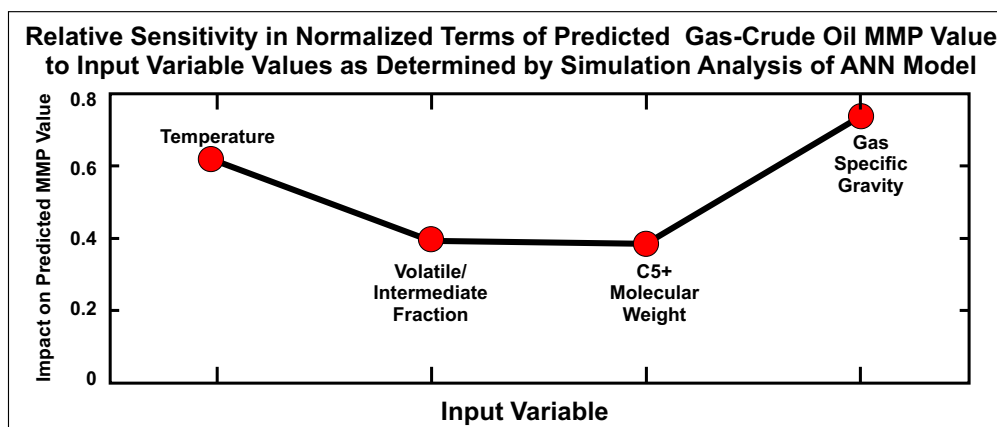 Relative Sensitivity in Normalized Terms of Predicted  Gas-Crude Oil MMP Value
to Input Variable Values as Determined by Simulation Analysis of ANN Model
Impact on Predicted MMP Value
0.8
0.6
0.4
0.2
0
Temperature
Volatile/
Intermediate
Fraction
C5+
Molecular
Weight
Gas
Specific
Gravity
Input Variable